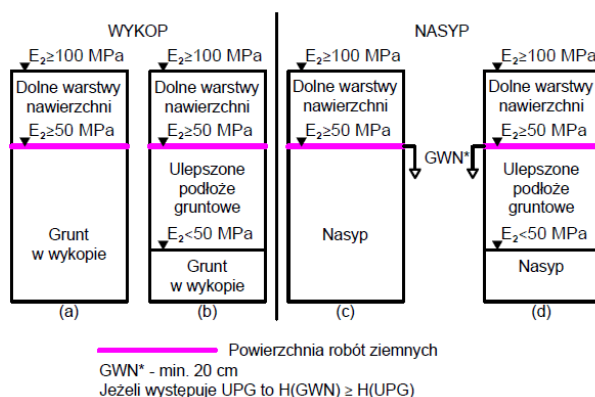 WYKOP
NASYP
E₂≥100 MPa
E₂≥100 MPa
E₂≥100 MPa
E₂≥100 MPa
Dolne warstwy
nawierzchni
Dolne warstwy
nawierzchni
Dolne warstwy
nawierzchni
Dolne warstwy
nawierzchni
E₂≥50 MPa
E₂≥50 MPa
E₂≥50 MPa
E₂≥50 MPa
GWN*
Grunt
w wykopie
Ulepszone
podłoże
gruntowe
E₂<50 MPa
Grunt
w wykopie
Nasyp
Ulepszone
podłoże
gruntowe
E₂<50 MPa
Nasyp
(a)
(b)
(c)
(d)
Powierzchnia robót ziemnych
GWN* - min. 20 cm
Jeżeli występuje UPG to H(GWN) ≥ H(UPG)